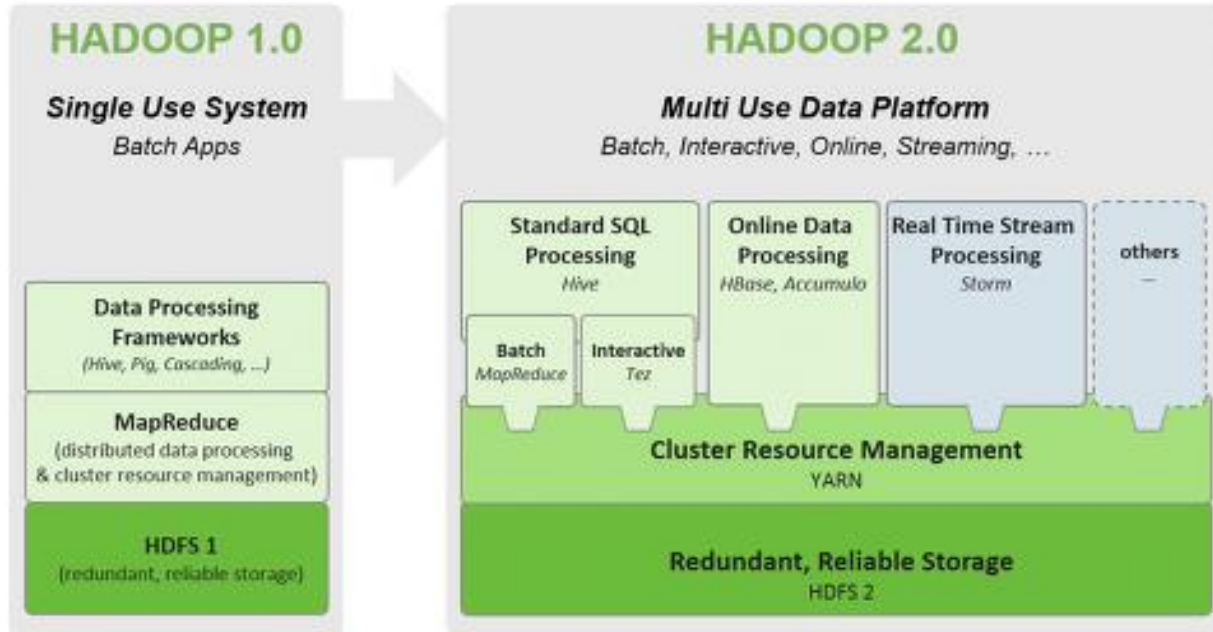 HADOOP 1.0
Single Use System
Batch Apps
Data Processing
Frameworks
(Hive, Pig, Cascading, ...)
MapReduce
(distributed data processing
& cluster resource management)
HDFS 1
(redundant, reliable storage)
HADOOP 2.0
Multi Use Data Platform
Batch, Interactive, Online, Streaming, …
Standard SQL
Processing
Hive
Batch
MapReduce
Interactive
Tez
Online Data
Processing
HBase, Accumulo
Real Time Stream
Processing
Storm
others
...
Cluster Resource Management
YARN
Redundant, Reliable Storage
HDFS 2